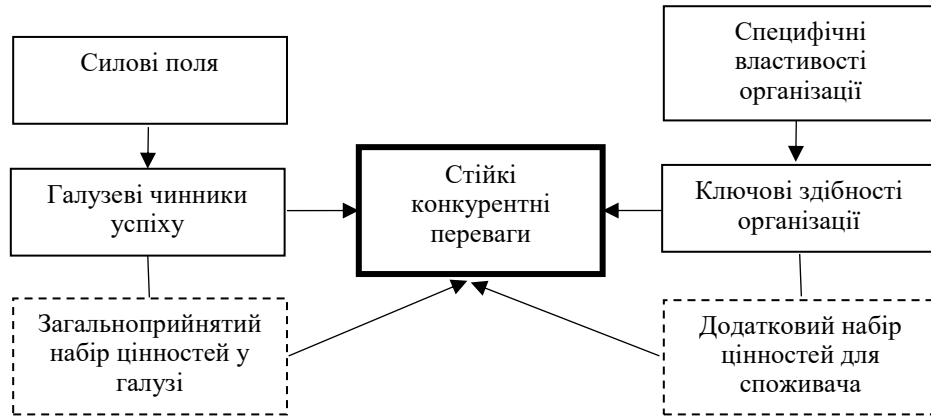 Силові поля
Специфічні
властивості
організації
Галузеві чинники
успіху
Стійкі
конкурентні
переваги
Ключові здібності
організації
Загальноприйнятий
набір цінностей у
галузі
Додатковий набір
цінностей для
споживача